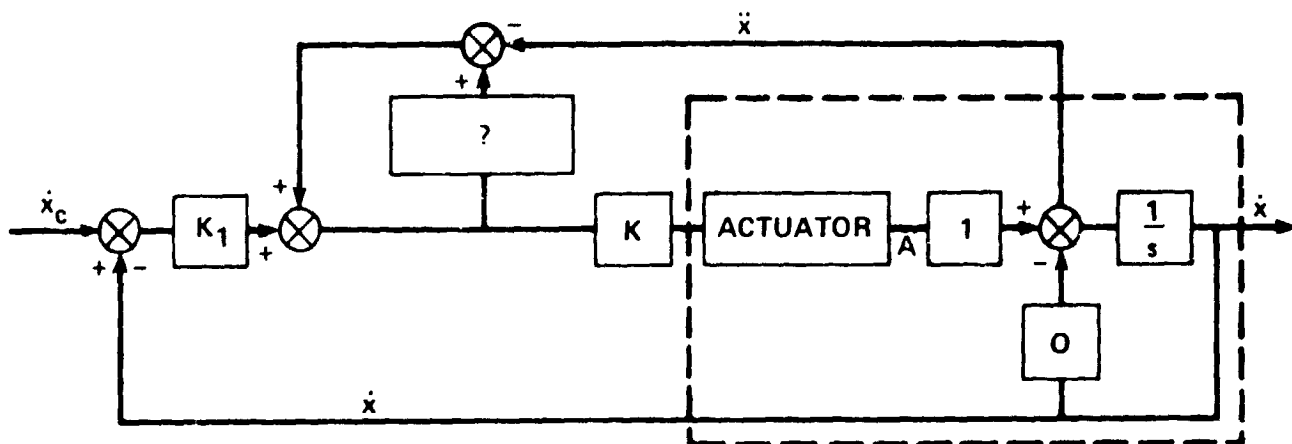 ẍ
−
+
?
ẋc
+ −
K₁
+
+
K
ACTUATOR
A
1
+
−
1
s
ẋ
O
ẋ